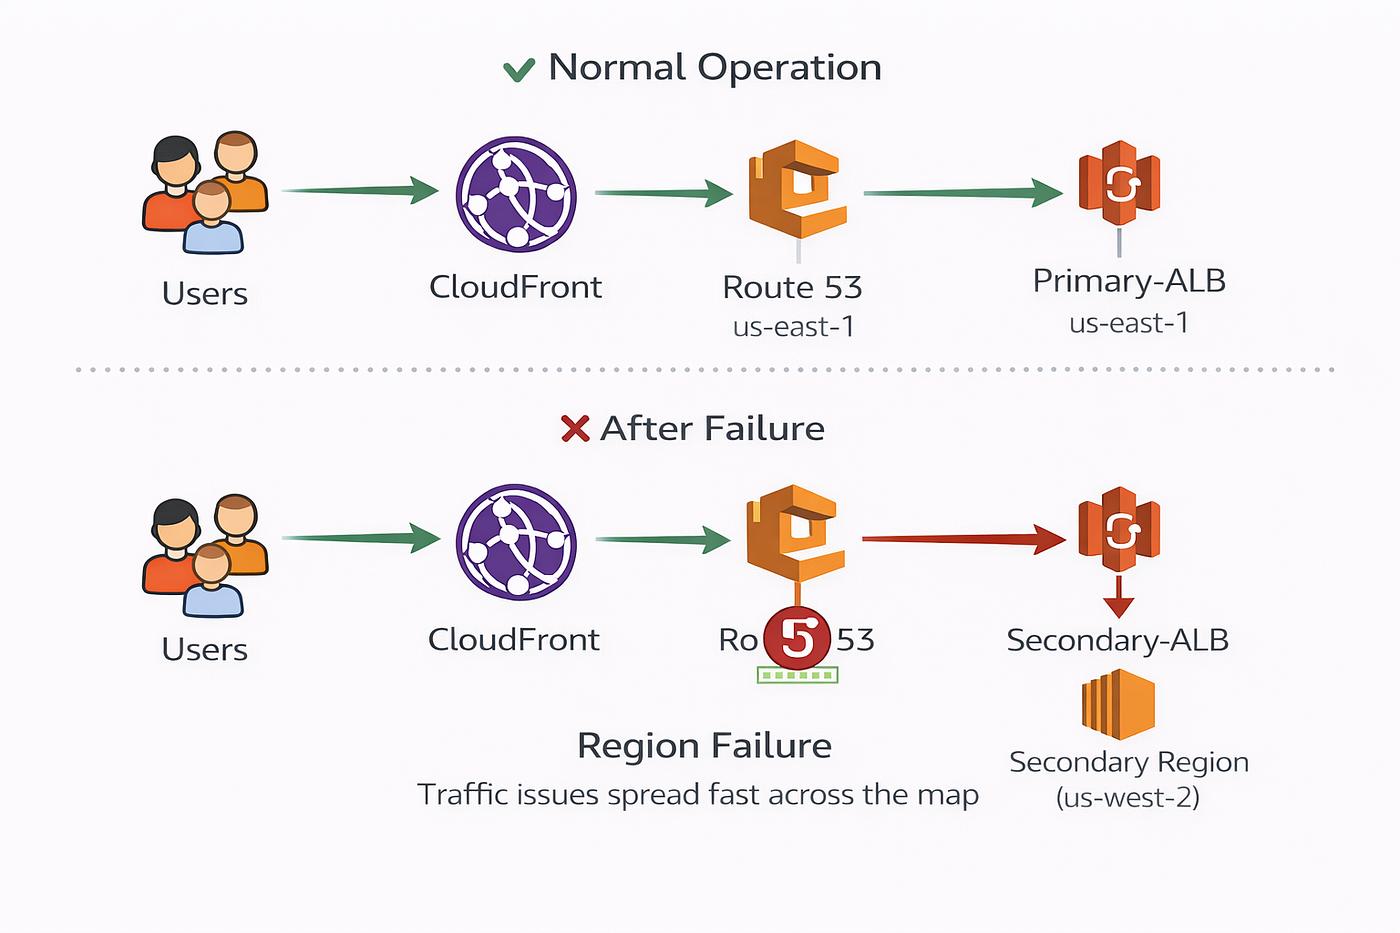 Normal Operation
Users
CloudFront
Route 53
us-east-1
Primary-ALB
us-east-1
After Failure
Users
CloudFront
Ro 5 53
Secondary-ALB
Region Failure
Traffic issues spread fast across the map
Secondary Region
(us-west-2)